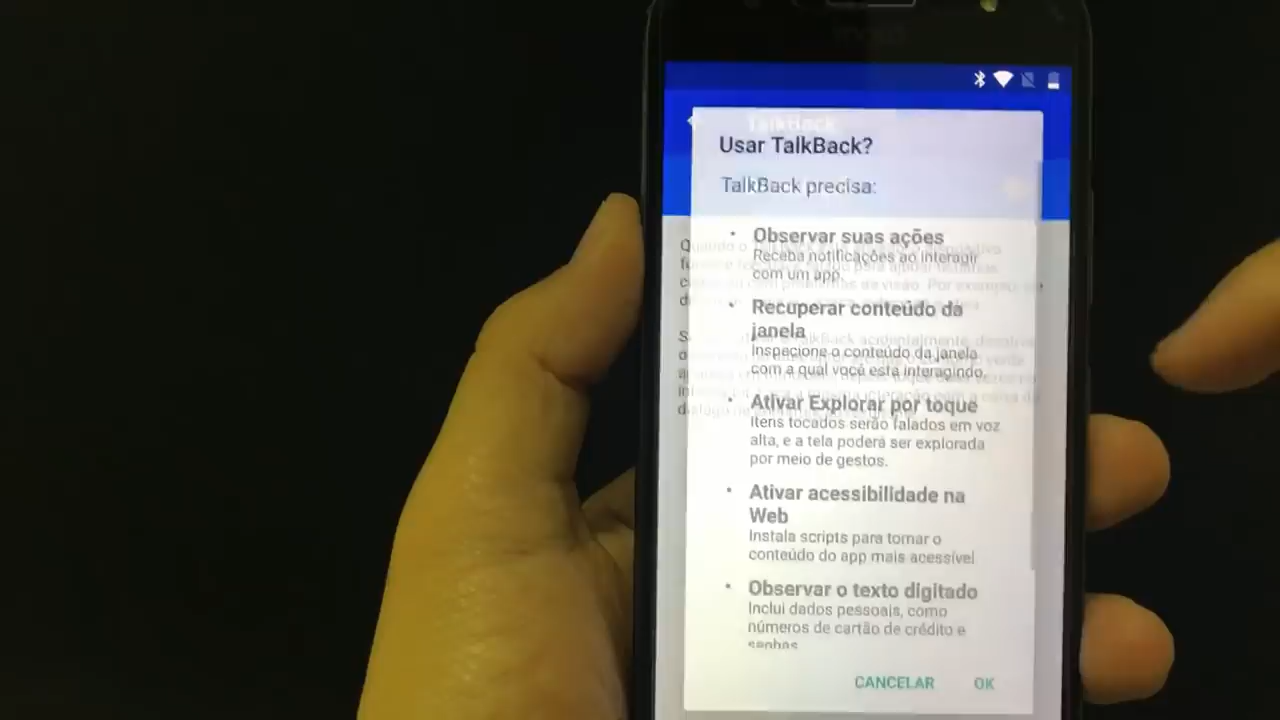 TalkBack
Usar TalkBack?
TalkBack precisa:
• Observar suas ações
Receba notificações ao interagir
com um app.
• Recuperar conteúdo da
janela
Inspecione o conteúdo da janela
com a qual você está interagindo.
• Ativar Explorar por toque
Itens tocados serão falados em voz
alta, e a tela poderá ser explorada
por meio de gestos.
• Ativar acessibilidade na
Web
Instala scripts para tornar o
conteúdo do app mais acessível
• Observar o texto digitado
Inclui dados pessoais, como
números de cartão de crédito e
senhas
CANCELAR OK